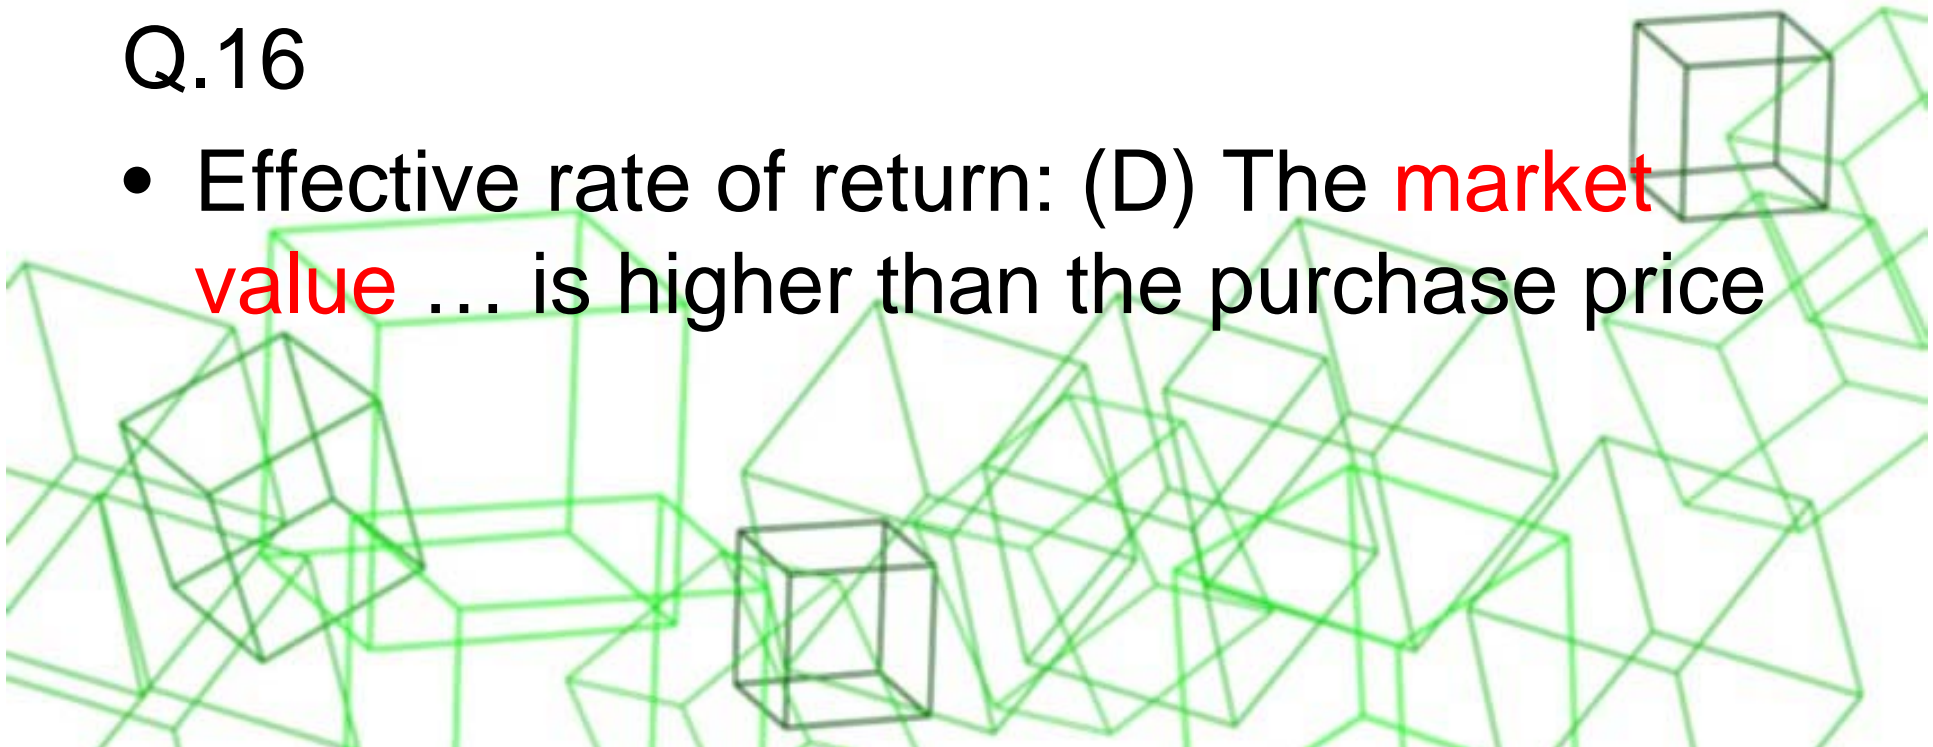 Q.16
• Effective rate of return: (D) The market
value … is higher than the purchase price